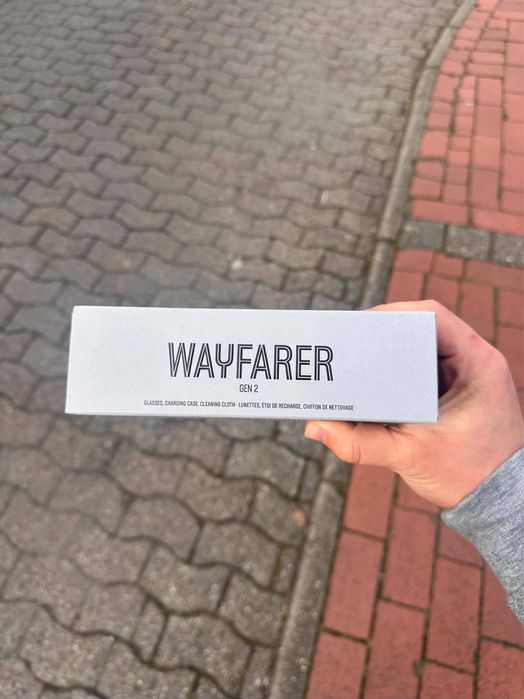 WAYFARER
GEN 2
GLASSES, CHARGING CASE, CLEANING CLOTH - LUNETTES, ÉTUI DE RECHARGE, CHIFFON DE NETTOYAGE